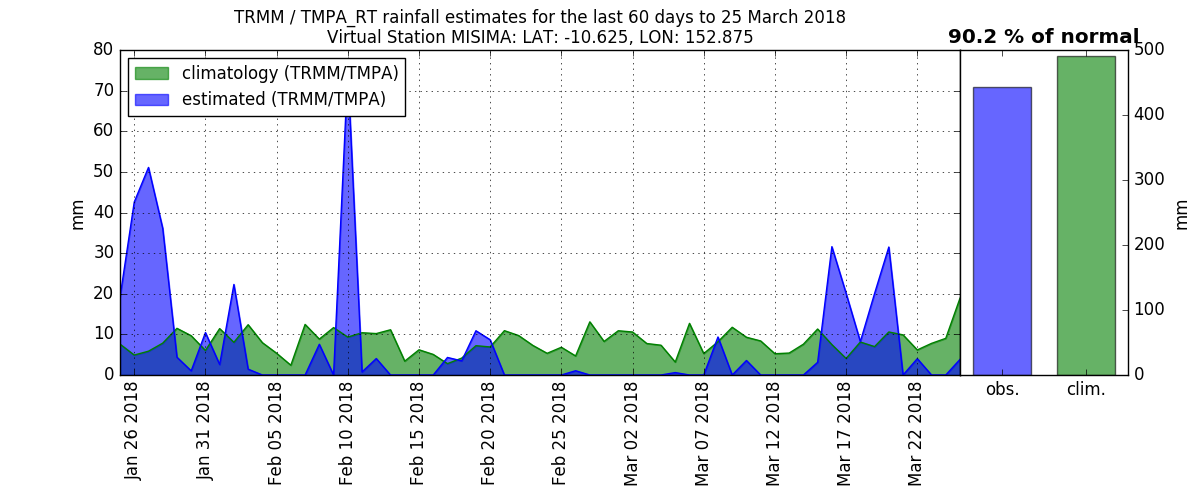 TRMM / TMPA_RT rainfall estimates for the last 60 days to 25 March 2018
Virtual Station MISIMA: LAT: -10.625, LON: 152.875
90.2 % of normal
climatology (TRMM/TMPA)
estimated (TRMM/TMPA)
80
70
60
50
40
30
20
10
0
mm
Jan 26 2018
Jan 31 2018
Feb 05 2018
Feb 10 2018
Feb 15 2018
Feb 20 2018
Feb 25 2018
Mar 02 2018
Mar 07 2018
Mar 12 2018
Mar 17 2018
Mar 22 2018
obs.
clim.
500
400
300
200
100
0
mm